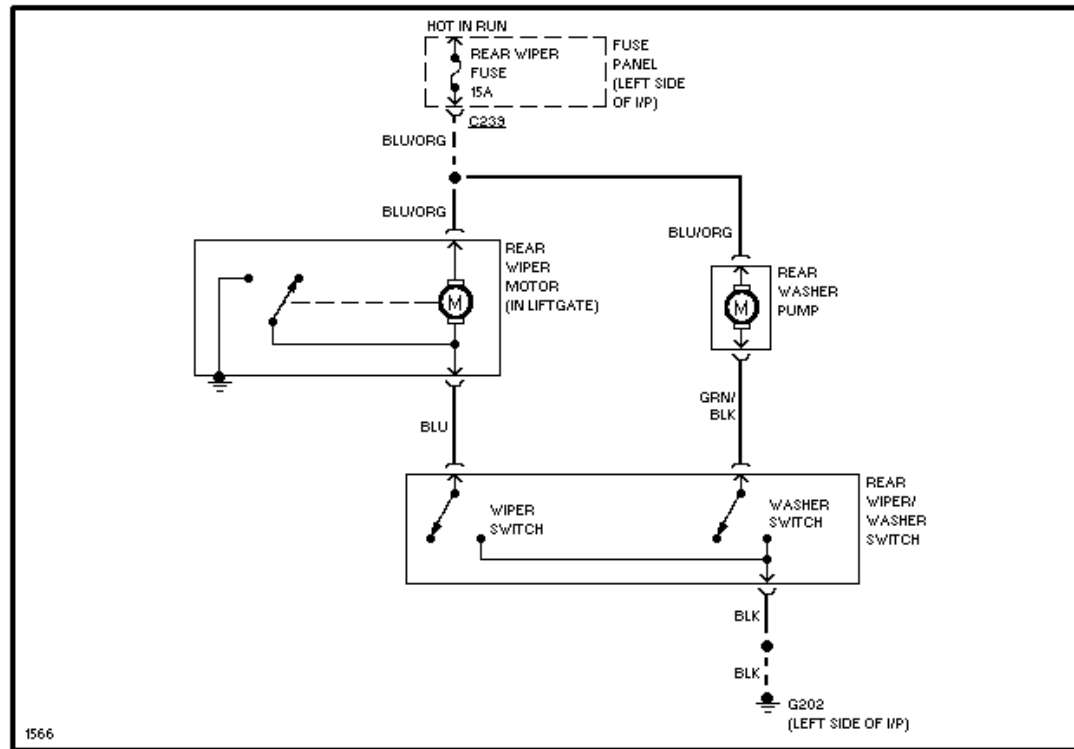 HOT IN RUN
REAR WIPER
FUSE
15A
FUSE
PANEL
(LEFT SIDE
OF I/P)
C239
BLU/ORG
BLU/ORG
BLU/ORG
REAR
WIPER
MOTOR
(IN LIFTGATE)
M
REAR
WASHER
PUMP
M
BLU
GRN/
BLK
WIPER
SWITCH
WASHER
SWITCH
REAR
WIPER/
WASHER
SWITCH
BLK
BLK
G202
(LEFT SIDE OF I/P)
1566